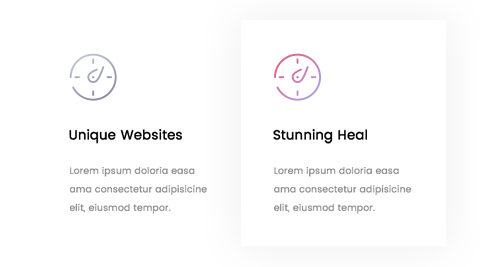 Unique Websites
Lorem ipsum doloria easa
ama consectetur adipisicine
elit, eiusmod tempor.
Stunning Heal
Lorem ipsum doloria easa
ama consectetur adipisicine
elit, eiusmod tempor.